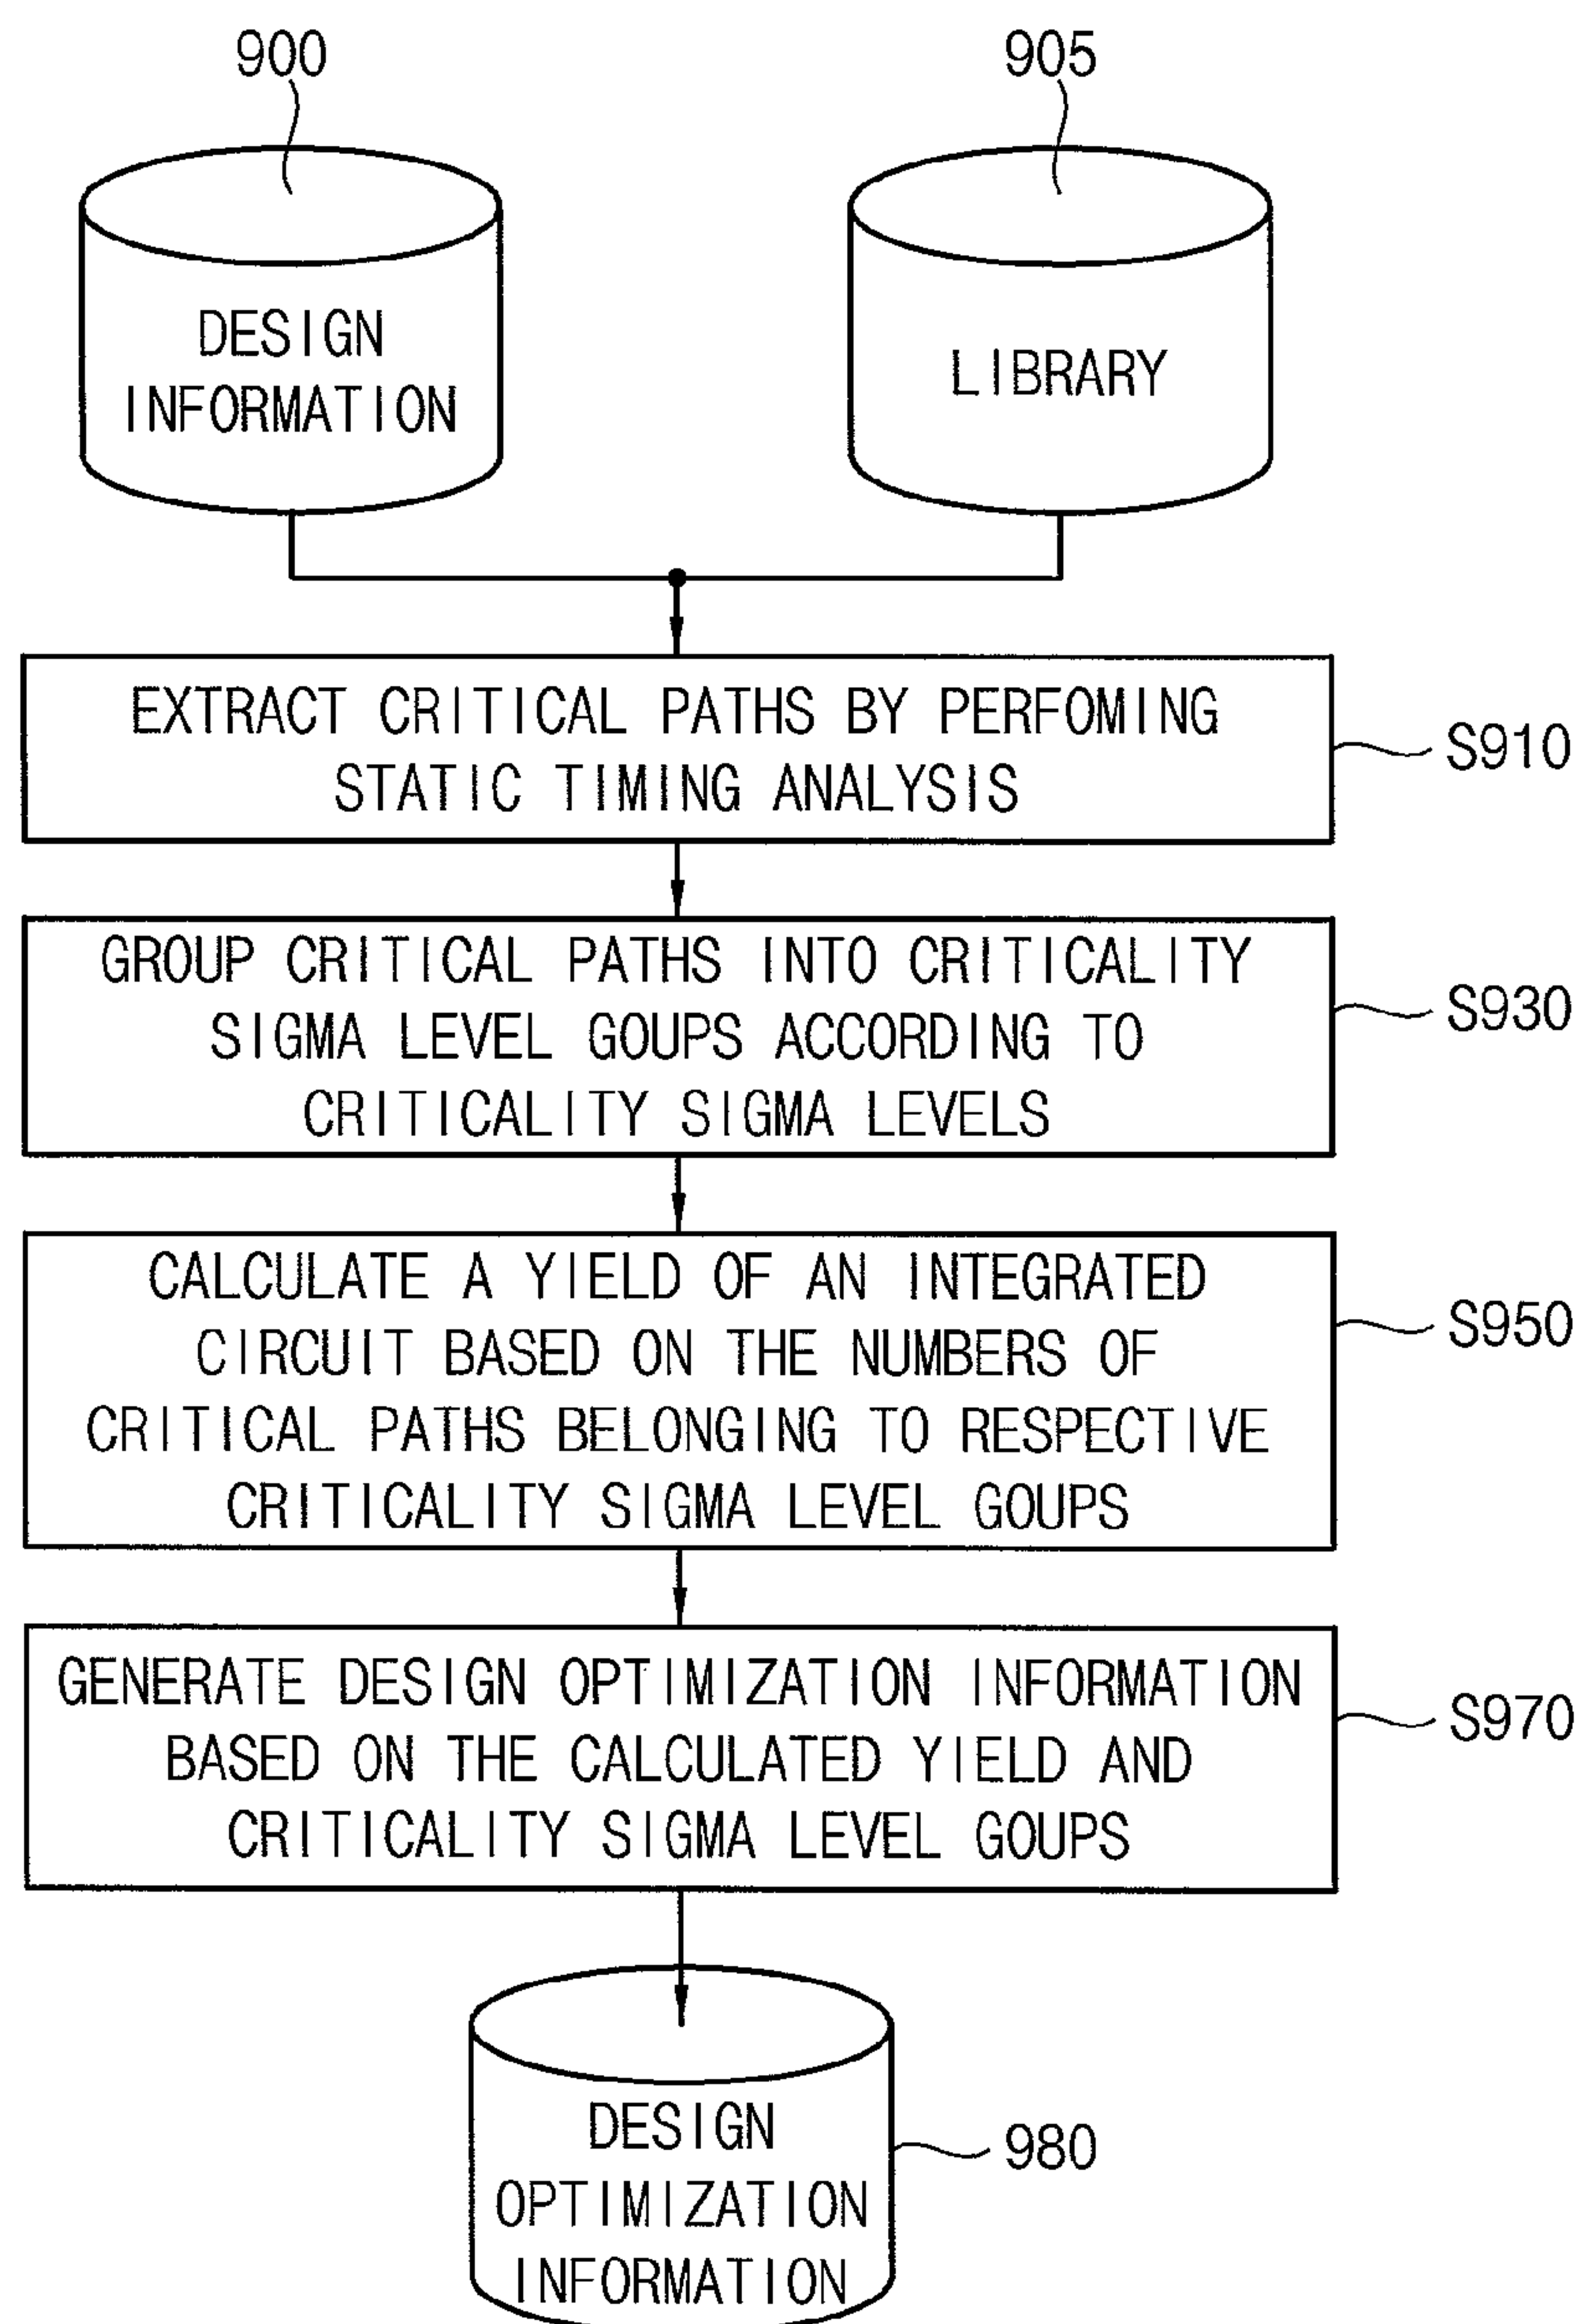 900
905
DESIGN
INFORMATION
LIBRARY
EXTRACT CRITICAL PATHS BY PERFOMING
STATIC TIMING ANALYSIS
S910
GROUP CRITICAL PATHS INTO CRITICALITY
SIGMA LEVEL GOUPS ACCORDING TO
CRITICALITY SIGMA LEVELS
S930
CALCULATE A YIELD OF AN INTEGRATED
CIRCUIT BASED ON THE NUMBERS OF
CRITICAL PATHS BELONGING TO RESPECTIVE
CRITICALITY SIGMA LEVEL GOUPS
S950
GENERATE DESIGN OPTIMIZATION INFORMATION
BASED ON THE CALCULATED YIELD AND
CRITICALITY SIGMA LEVEL GOUPS
S970
DESIGN
OPTIMIZATION
INFORMATION
980